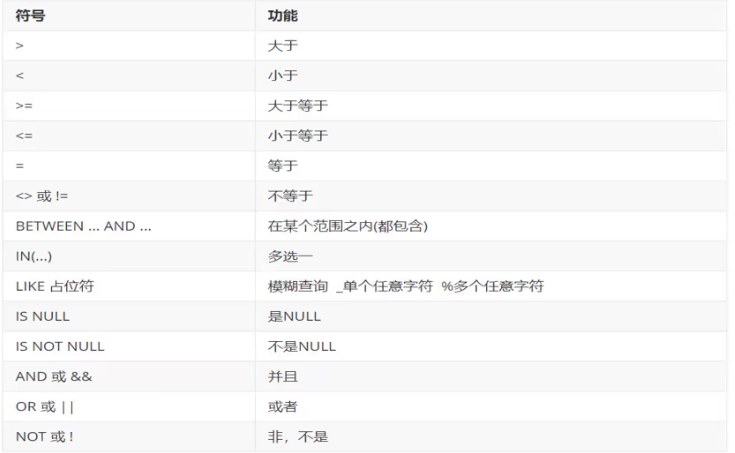 符号 功能
> 大于
< 小于
>= 大于等于
<= 小于等于
= 等于
<> 或 != 不等于
BETWEEN ... AND ... 在某个范围之内(都包含)
IN(...) 多选一
LIKE 占位符 模糊查询 _单个任意字符 %多个任意字符
IS NULL 是NULL
IS NOT NULL 不是NULL
AND 或 && 并且
OR 或 || 或者
NOT 或 ! 非，不是